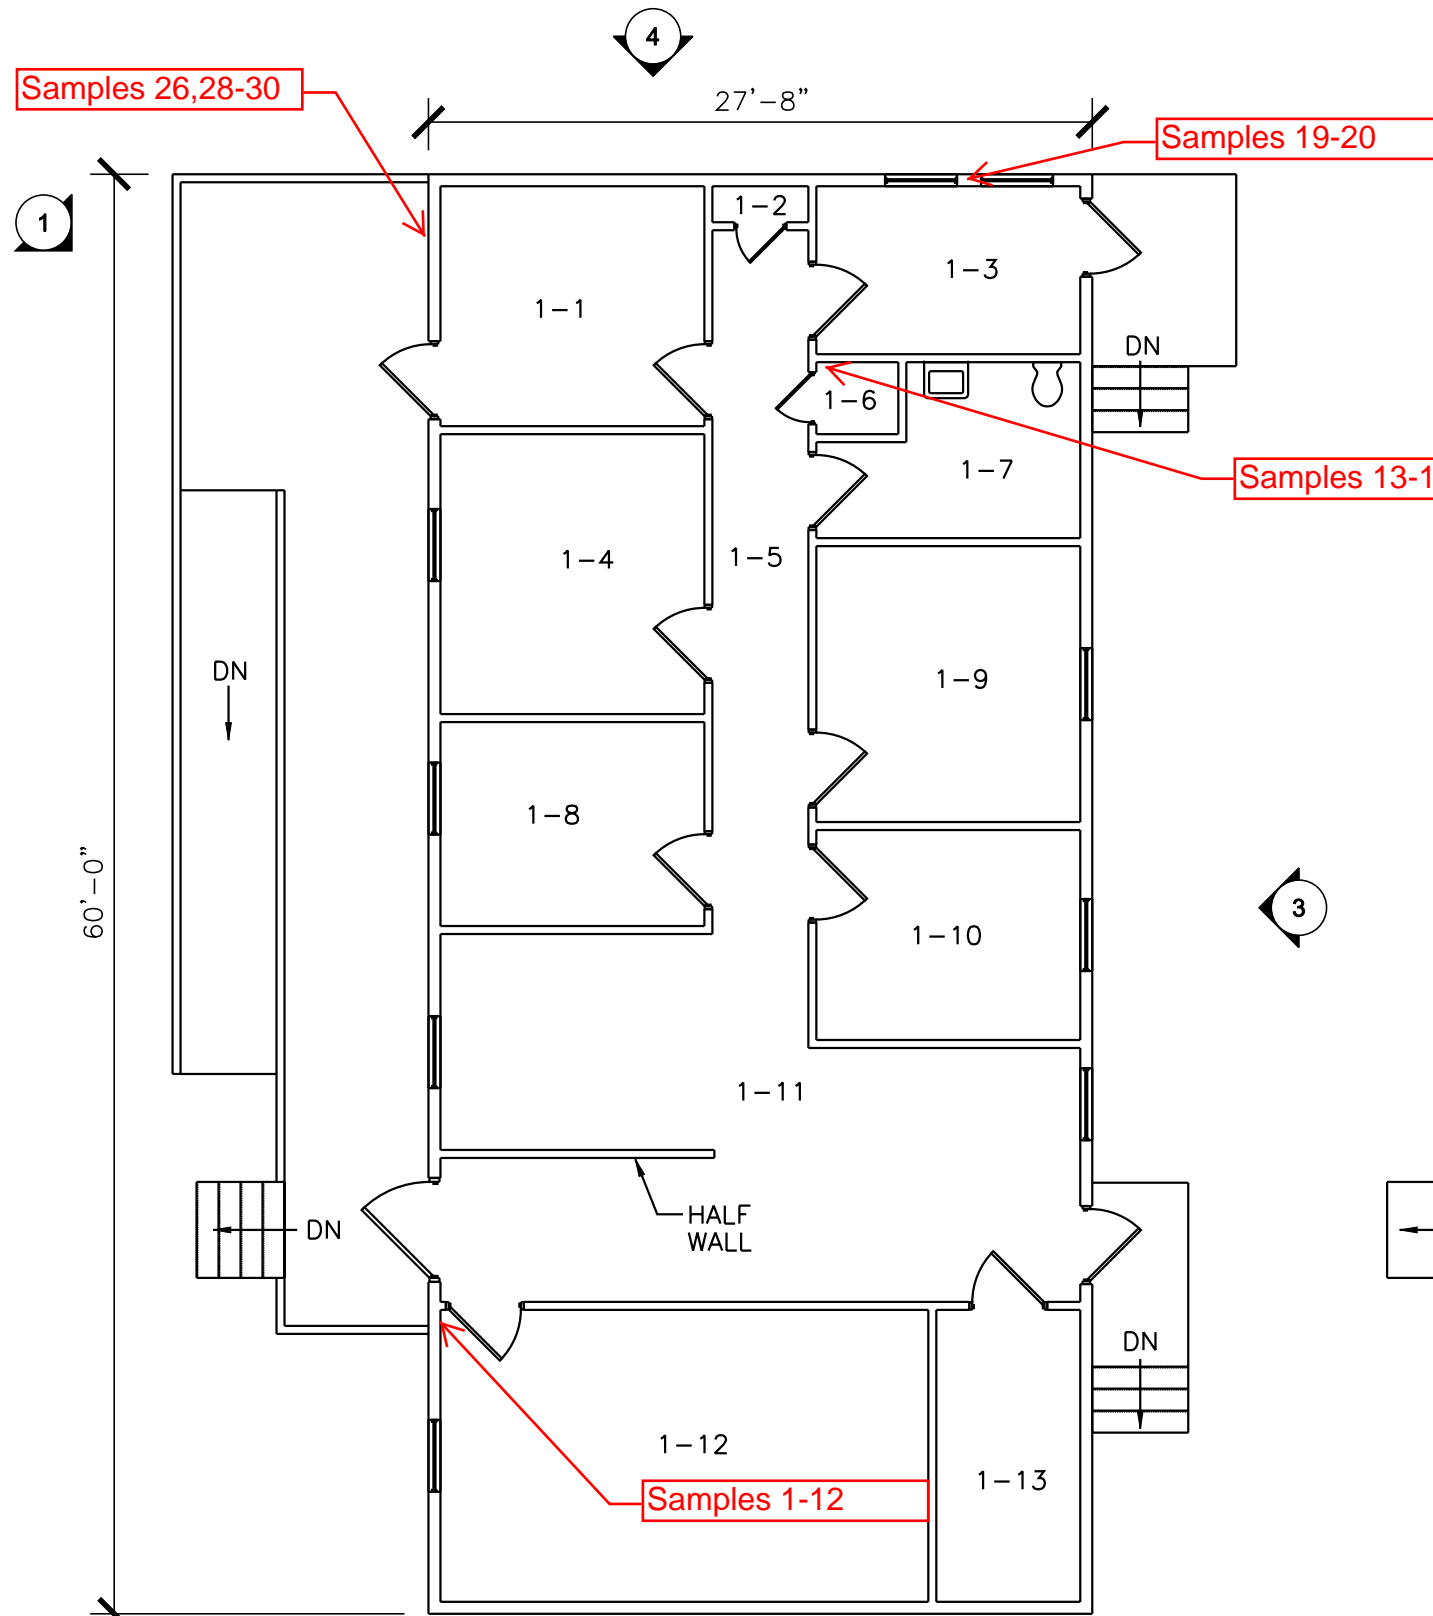 4
Samples 26,28-30
27'-8"
Samples 19-20
1
1-2
1-3
1-1
DN
1-6
1-7
Samples 13-1
1-5
1-4
DN
1-9
1-8
60'-0"
3
1-10
1-11
HALF
WALL
DN
DN
1-12
1-13
Samples 1-12